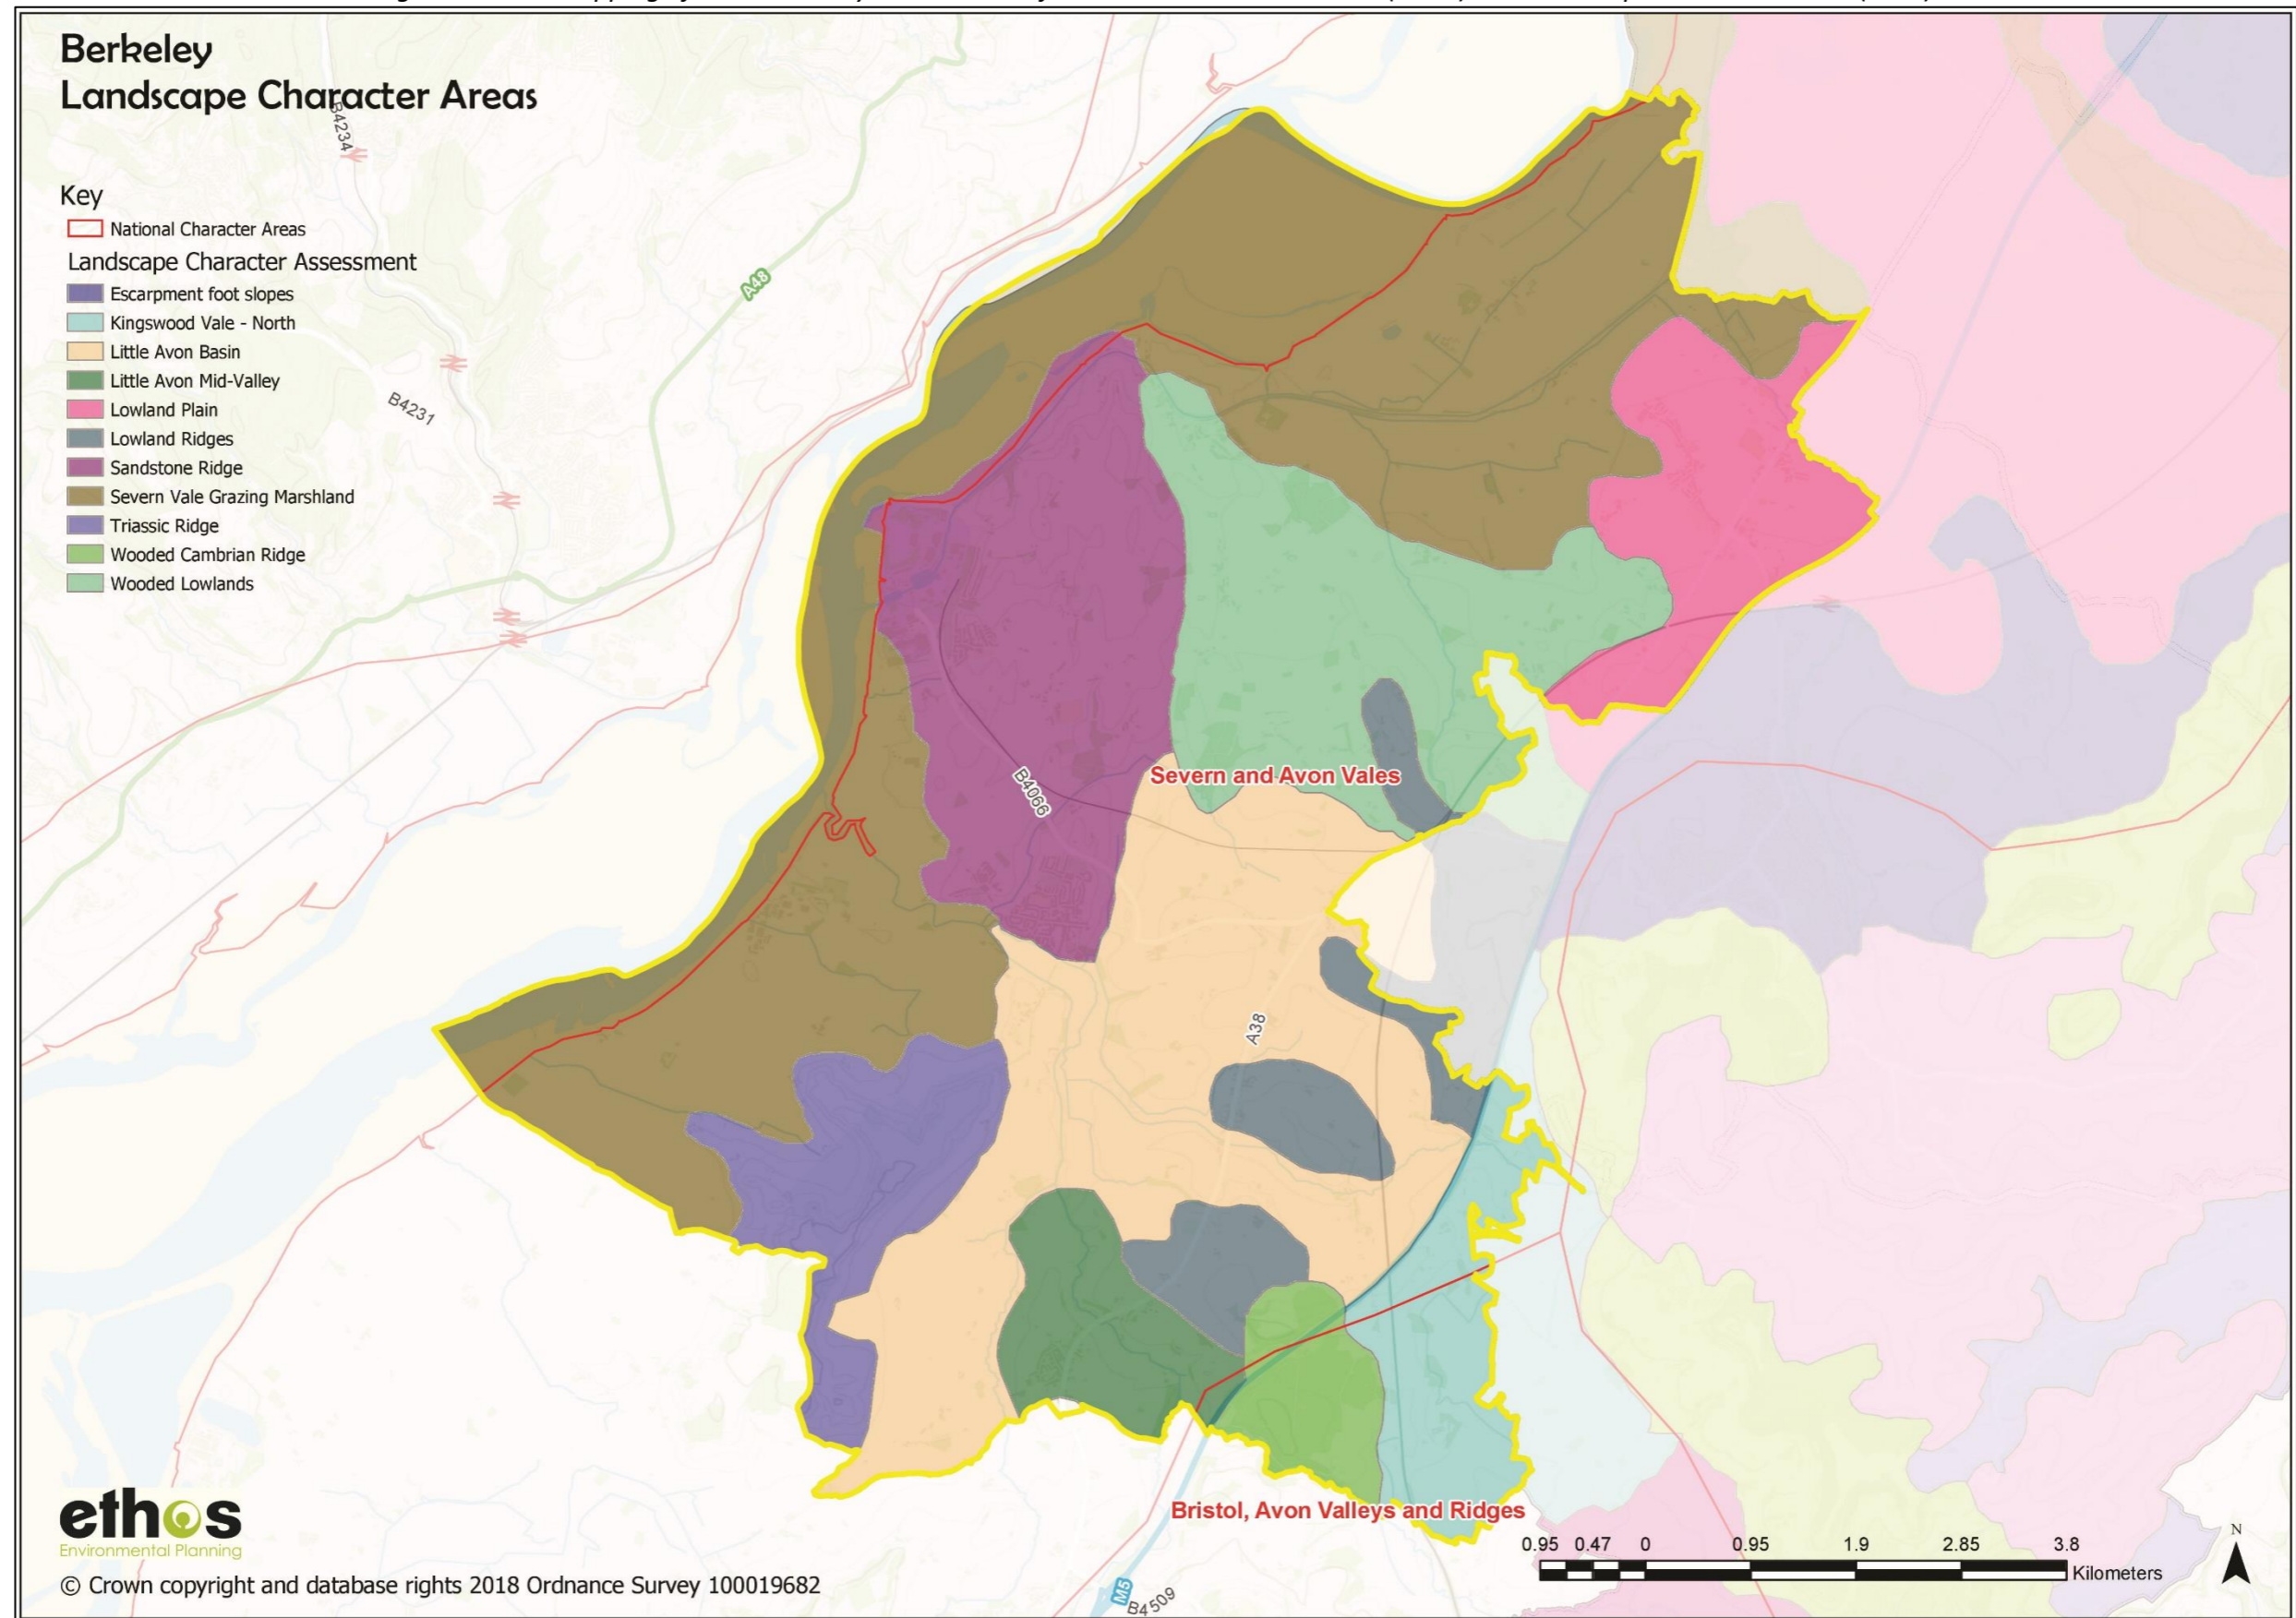 Berkeley
Landscape Character Areas
Key
National Character Areas
Landscape Character Assessment
Escarpment foot slopes
Kingswood Vale - North
Little Avon Basin
Little Avon Mid-Valley
Lowland Plain
Lowland Ridges
Sandstone Ridge
Severn Vale Grazing Marshland
Triassic Ridge
Wooded Cambrian Ridge
Wooded Lowlands
B4234
A48
B4231
B4066
Severn and Avon Vales
A38
Bristol, Avon Valleys and Ridges
M5
B4509
0.95 0.47 0 0.95 1.9 2.85 3.8
Kilometers
N
ethos
Environmental Planning
© Crown copyright and database rights 2018 Ordnance Survey 100019682